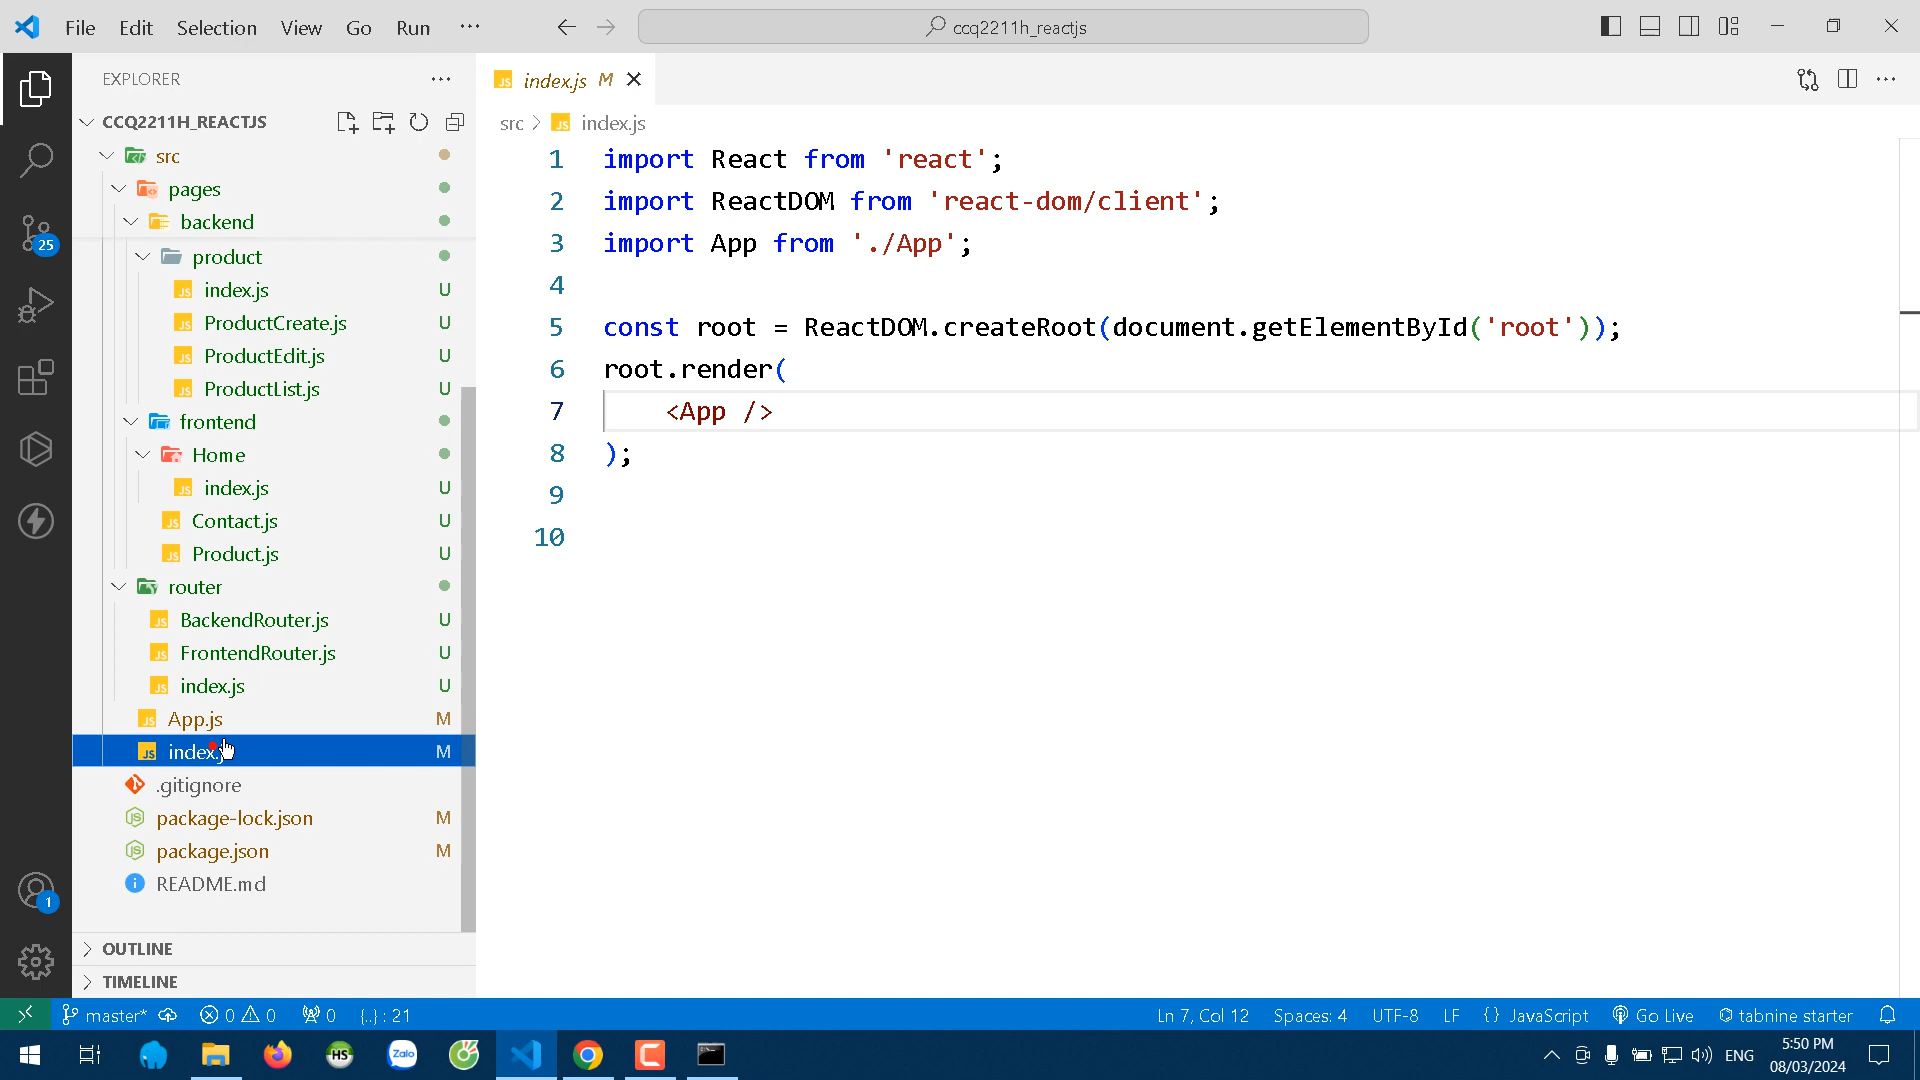 File Edit Selection View Go Run ···
ccq2211h_reactjs
EXPLORER
CCQ2211H_REACTJS
src
pages
backend
product
index.js U
ProductCreate.js U
ProductEdit.js U
ProductList.js U
frontend
Home
index.js U
Contact.js U
Product.js U
router
BackendRouter.js U
FrontendRouter.js U
index.js U
App.js M
index.j M
.gitignore
package-lock.json M
package.json M
README.md
OUTLINE
TIMELINE
25
1
index.js M
src > index.js
1 import React from 'react';
2 import ReactDOM from 'react-dom/client';
3 import App from './App';
4
5 const root = ReactDOM.createRoot(document.getElementById('root'));
6 root.render(
7 <App />
8 );
9
10
master* 0 0 0 {..} : 21
Ln 7, Col 12 Spaces: 4 UTF-8 LF {} JavaScript Go Live tabnine starter
HS Zalo
ENG
5:50 PM
08/03/2024